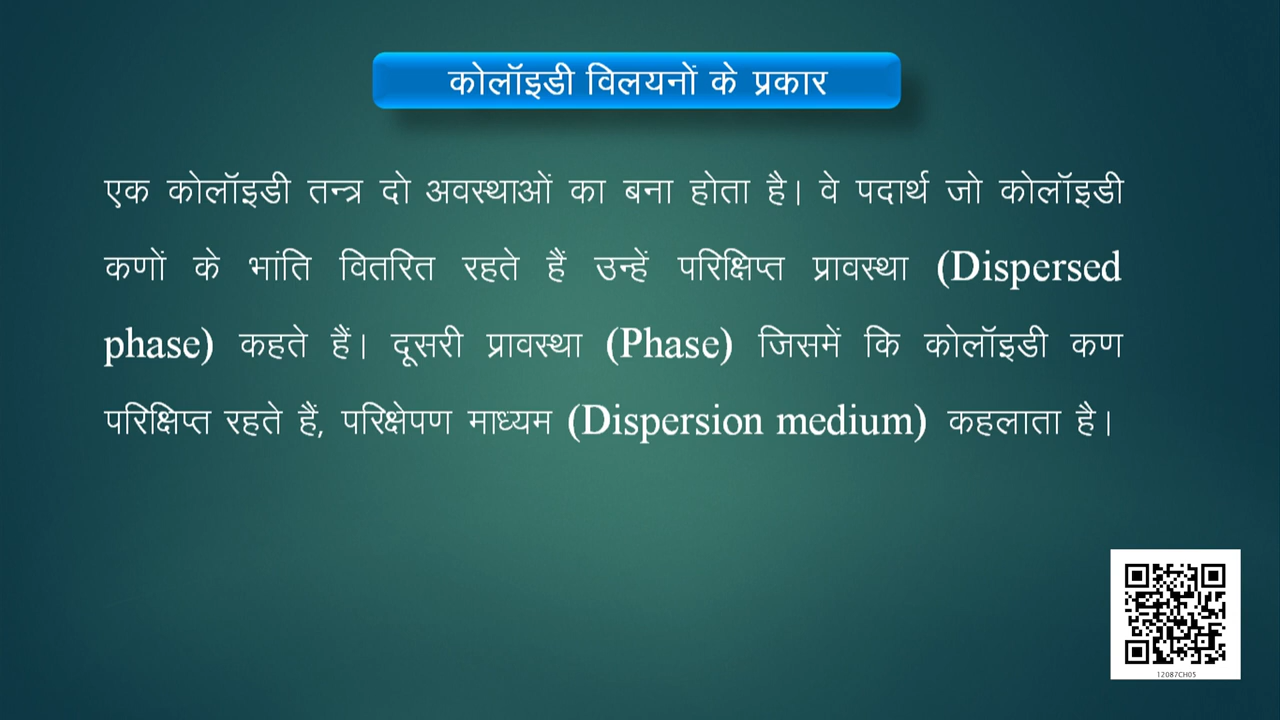 कोलॉइडी विलयनों के प्रकार
एक कोलॉइडी तन्त्र दो अवस्थाओं का बना होता है। वे पदार्थ जो कोलॉइडी
कणों के भांति वितरित रहते हैं उन्हें परिक्षिप्त प्रावस्था (Dispersed
phase) कहते हैं। दूसरी प्रावस्था (Phase) जिसमें कि कोलॉइडी कण
परिक्षिप्त रहते हैं, परिक्षेपण माध्यम (Dispersion medium) कहलाता है।
12087CH05